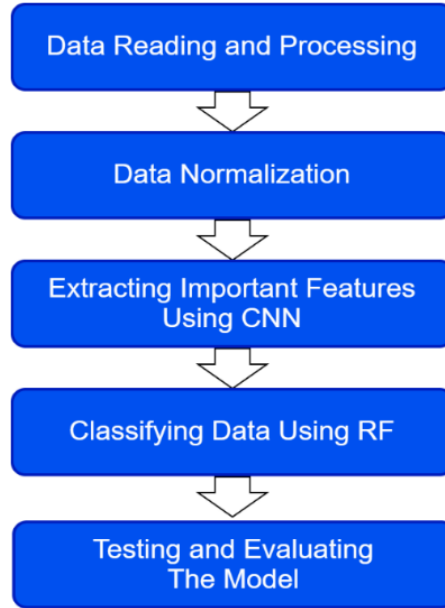 Data Reading and Processing
Data Normalization
Extracting Important Features
Using CNN
Classifying Data Using RF
Testing and Evaluating
The Model